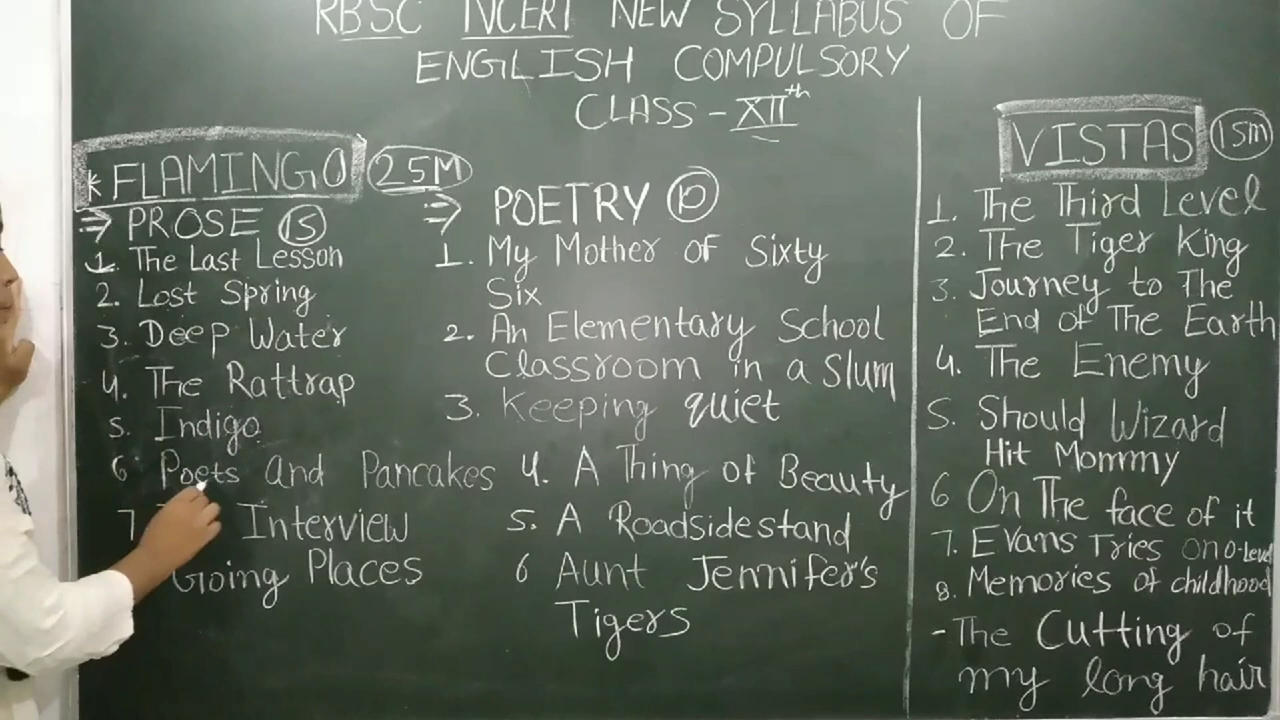 RBSC NCERT NEW SYLLABUS OF
ENGLISH COMPULSORY
CLASS - XIIth
* FLAMINGO 25M
⇒ PROSE 15
1. The Last Lesson
2. Lost Spring
3. Deep Water
4. The Rattrap
5. Indigo
6 Poets and Pancakes
7 Interview
Going Places
⇒ POETRY 10
1. My Mother of Sixty
Six
2. An Elementary School
Classroom in a Slum
3. Keeping quiet
4. A Thing of Beauty
5. A Roadsidestand
6 Aunt Jennifer's
Tigers
VISTAS 15m
1. The Third Level
2. The Tiger King
3. Journey to The
End of The Earth
4. The Enemy
5. Should Wizard
Hit Mommy
6 On The face of it
7. Evans Tries On O-Level
8. Memories of childhood
- The Cutting of
my long hair